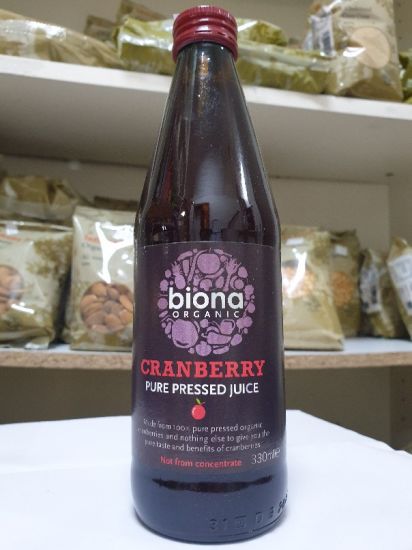 biona
ORGANIC
CRANBERRY
PURE PRESSED JUICE
Made from 100% pure pressed organic
cranberries and nothing else to give you the
pure taste and benefits of cranberries.
Not from concentrate 330ml